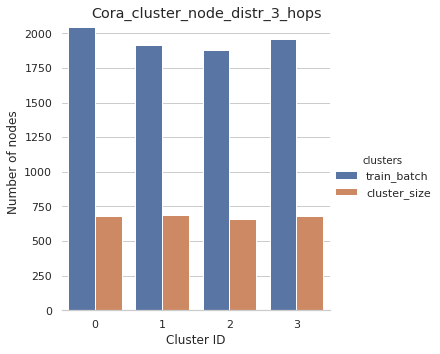 Cora_cluster_node_distr_3_hops
2000
1750
1500
1250
1000
750
500
250
0
Number of nodes
0 1 2 3
Cluster ID
clusters
train_batch
cluster_size